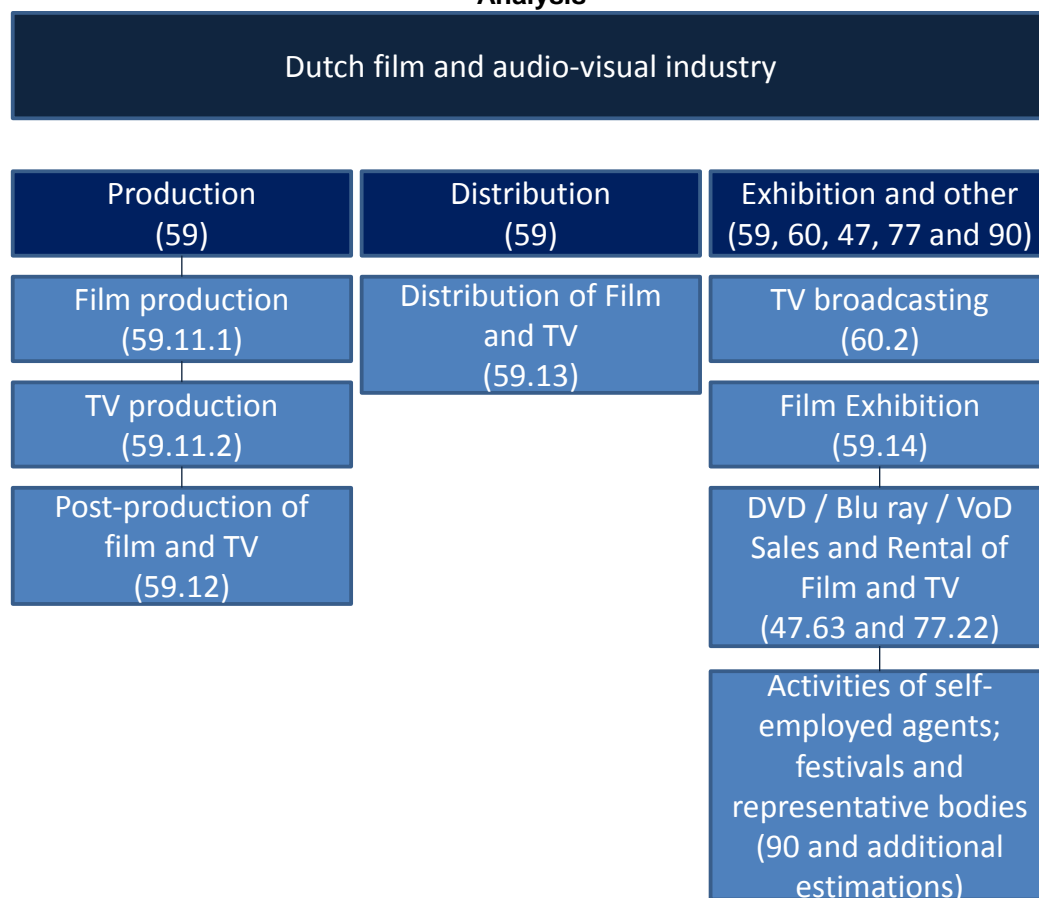 Analysis
Dutch film and audio-visual industry
Production
(59)
Film production
(59.11.1)
TV production
(59.11.2)
Post-production of
film and TV
(59.12)
Distribution
(59)
Distribution of Film
and TV
(59.13)
Exhibition and other
(59, 60, 47, 77 and 90)
TV broadcasting
(60.2)
Film Exhibition
(59.14)
DVD / Blu ray / VoD
Sales and Rental of
Film and TV
(47.63 and 77.22)
Activities of self-
employed agents;
festivals and
representative bodies
(90 and additional
estimations)